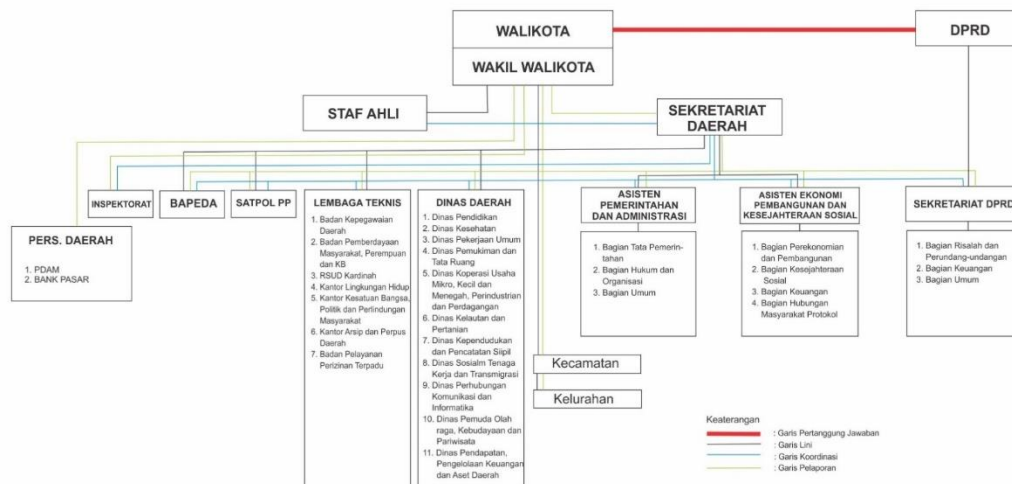 WALIKOTA
WAKIL WALIKOTA
DPRD
STAF AHLI
SEKRETARIAT
DAERAH
INSPEKTORAT
BAPEDA
SATPOL PP
LEMBAGA TEKNIS
1. Badan Kepegawaian
Daerah
2. Badan Pemberdayaan
Masyarakat, Perempuan
dan KB
3. RSUD Kardinah
4. Kantor Lingkungan Hidup
5. Kantor Kesatuan Bangsa,
Politik dan Perlindungan
Masyarakat
6. Kantor Arsip dan Perpus
Daerah
7. Badan Pelayanan
Perizinan Terpadu
DINAS DAERAH
1. Dinas Pendidikan
2. Dinas Kesehatan
3. Dinas Pekerjaan Umum
4. Dinas Pemukiman dan
Tata Ruang
5. Dinas Koperasi Usaha
Mikro, Kecil dan
Menegah, Perindustrian
dan Perdagangan
6. Dinas Kelautan dan
Pertanian
7. Dinas Kependudukan
dan Pencatatan Siipil
8. Dinas Sosialm Tenaga
Kerja dan Transmigrasi
9. Dinas Perhubungan
Komunikasi dan
Informatika
10. Dinas Pemuda Olah
raga, Kebudayaan dan
Pariwisata
11. Dinas Pendapatan,
Pengelolaan Keuangan
dan Aset Daerah
ASISTEN
PEMERINTAHAN
DAN ADMINISTRASI
1. Bagian Tata Pemerin-
tahan
2. Bagian Hukum dan
Organisasi
3. Bagian Umum
ASISTEN EKONOMI
PEMBANGUNAN DAN
KESEJAHTERAAN SOSIAL
1. Bagian Perekonomian
dan Pembangunan
2. Bagian Kesejahteraan
Sosial
3. Bagian Keuangan
4. Bagian Hubungan
Masyarakat Protokol
SEKRETARIAT DPRD
1. Bagian Risalah dan
Perundang-undangan
2. Bagian Keuangan
3. Bagian Umum
PERS. DAERAH
1. PDAM
2. BANK PASAR
Kecamatan
Kelurahan
Keaterangan
: Garis Pertanggung Jawaban
: Garis Lini
: Garis Koordinasi
: Garis Pelaporan